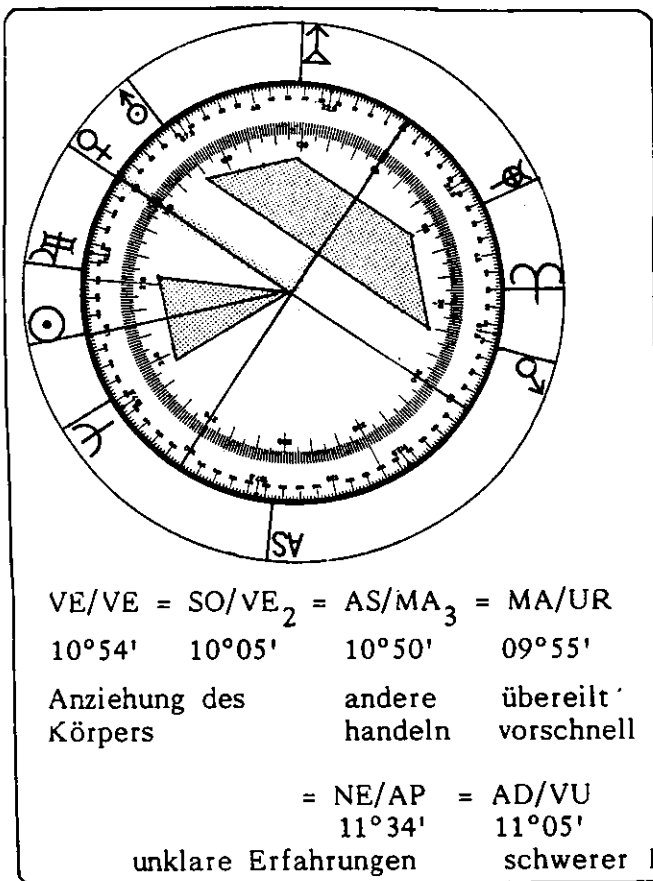 AS
VE/VE = SO/VE₂ = AS/MA₃ = MA/UR
10°54' 10°05' 10°50' 09°55'
Anziehung des andere übereilt
Körpers handeln vorschnell
= NE/AP = AD/VU
11°34' 11°05'
unklare Erfahrungen schwerer